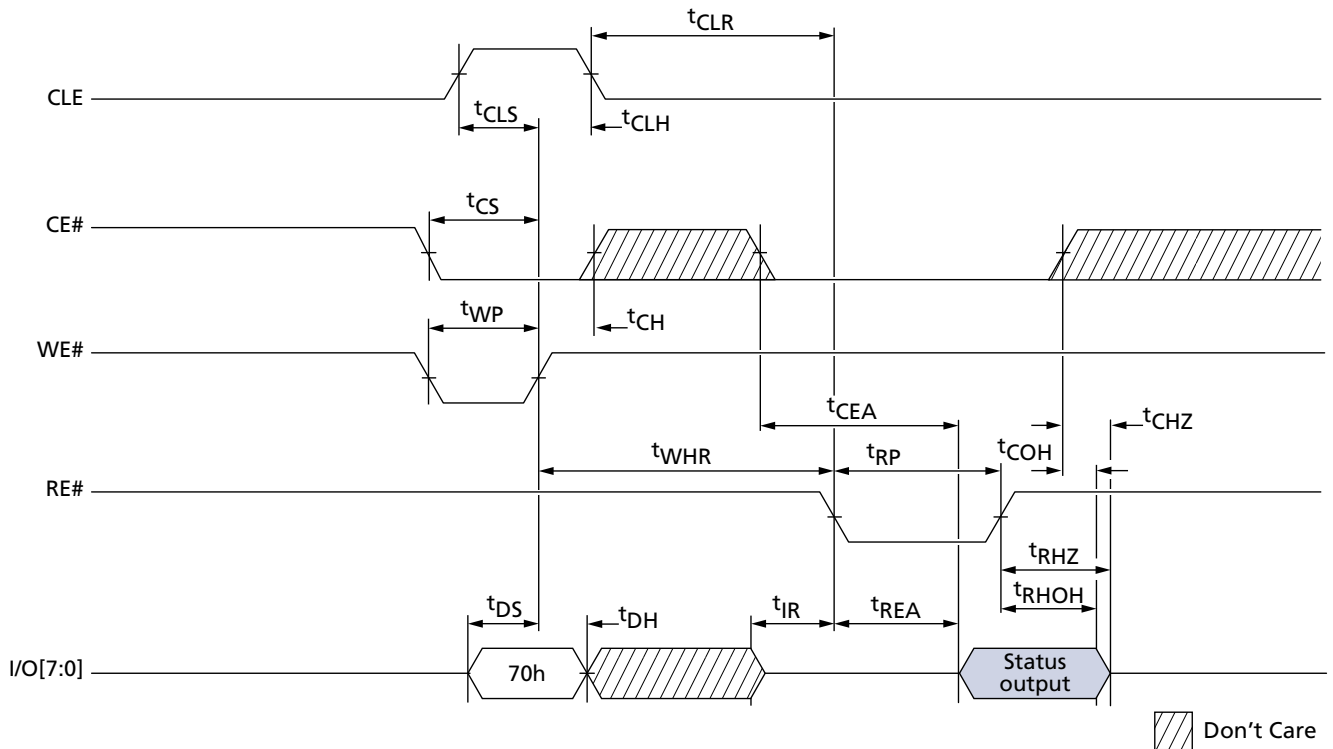 tCLR
CLE
tCLS
tCLH
tCS
CE#
tWP
tCH
WE#
tCEA
tCHZ
tWHR
tRP
tCOH
RE#
tRHZ
tRHOH
tDS
tDH
tIR
tREA
I/O[7:0]
70h
Status
output
Don't Care